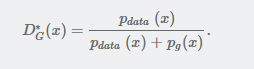 D*_G(x) = p_data (x) / (p_data (x) + p_g(x)).